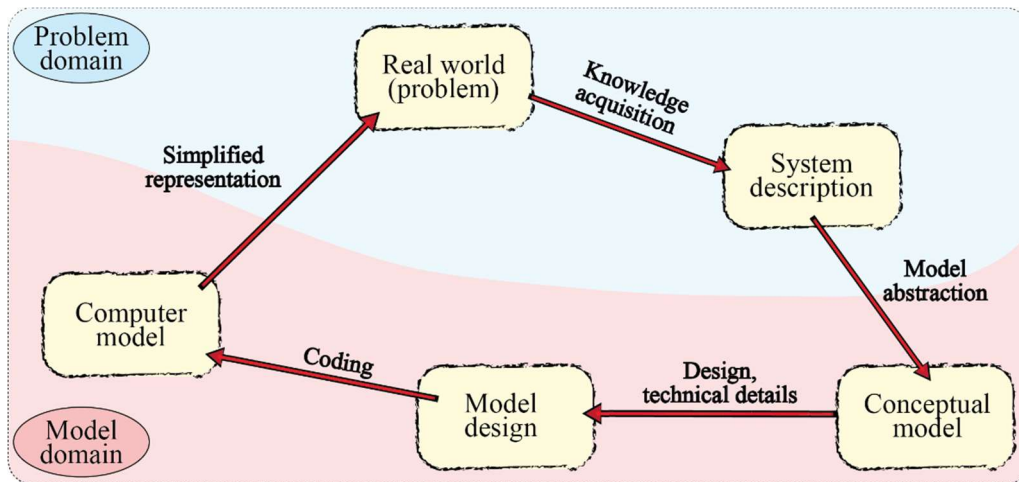 Problem
domain
Real world
(problem)
Knowledge
acquisition
System
description
Simplified
representation
Model
abstraction
Computer
model
Coding
Design,
technical details
Model
design
Conceptual
model
Model
domain